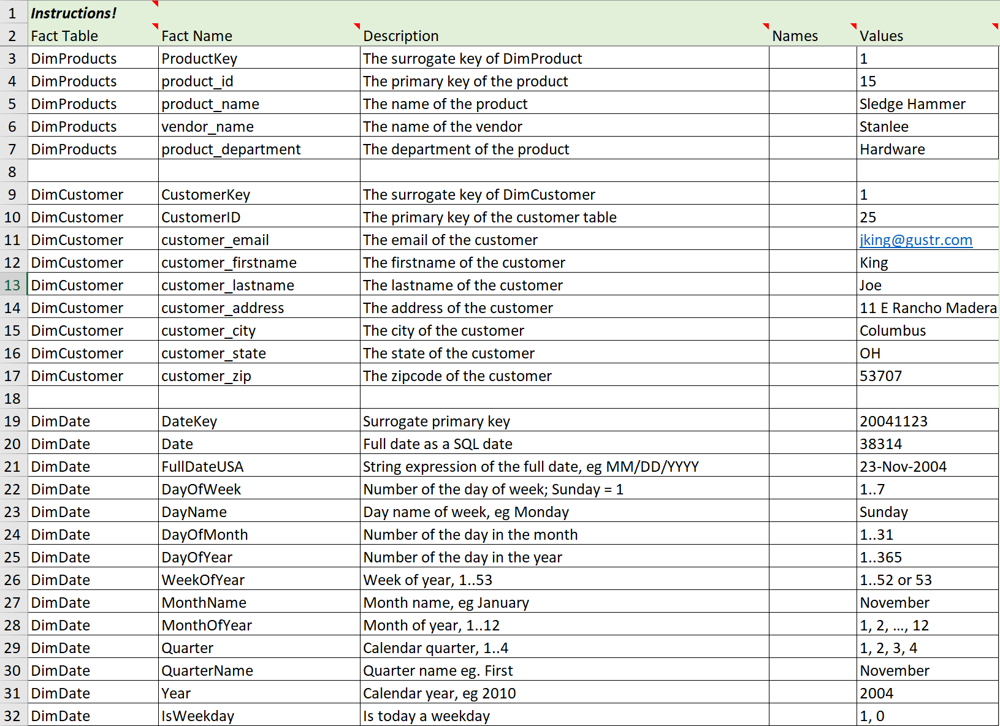 1 Instructions!
2 Fact Table Fact Name Description Names Values
3 DimProducts ProductKey The surrogate key of DimProduct 1
4 DimProducts product_id The primary key of the product 15
5 DimProducts product_name The name of the product Sledge Hammer
6 DimProducts vendor_name The name of the vendor Stanlee
7 DimProducts product_department The department of the product Hardware
8
9 DimCustomer CustomerKey The surrogate key of DimCustomer 1
10 DimCustomer CustomerID The primary key of the customer table 25
11 DimCustomer customer_email The email of the customer jking@gustr.com
12 DimCustomer customer_firstname The firstname of the customer King
13 DimCustomer customer_lastname The lastname of the customer Joe
14 DimCustomer customer_address The address of the customer 11 E Rancho Madera
15 DimCustomer customer_city The city of the customer Columbus
16 DimCustomer customer_state The state of the customer OH
17 DimCustomer customer_zip The zipcode of the customer 53707
18
19 DimDate DateKey Surrogate primary key 20041123
20 DimDate Date Full date as a SQL date 38314
21 DimDate FullDateUSA String expression of the full date, eg MM/DD/YYYY 23-Nov-2004
22 DimDate DayOfWeek Number of the day of week; Sunday = 1 1..7
23 DimDate DayName Day name of week, eg Monday Sunday
24 DimDate DayOfMonth Number of the day in the month 1..31
25 DimDate DayOfYear Number of the day in the year 1..365
26 DimDate WeekOfYear Week of year, 1..53 1..52 or 53
27 DimDate MonthName Month name, eg January November
28 DimDate MonthOfYear Month of year, 1..12 1, 2, ..., 12
29 DimDate Quarter Calendar quarter, 1..4 1, 2, 3, 4
30 DimDate QuarterName Quarter name eg. First November
31 DimDate Year Calendar year, eg 2010 2004
32 DimDate IsWeekday Is today a weekday 1, 0